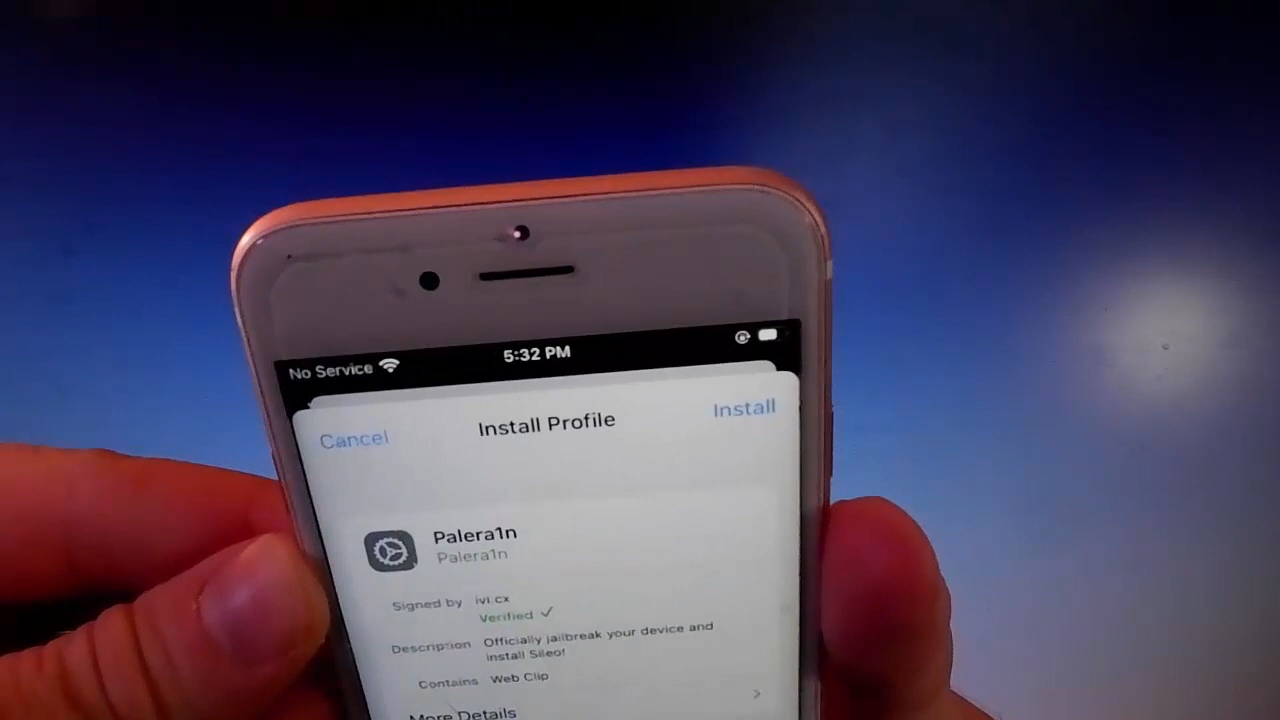 No Service
5:32 PM
Cancel
Install Profile
Install
Palera1n
Palera1n
Signed by ivi.cx
Verified ✓
Description Officially jailbreak your device and
install Sileo!
Contains Web Clip
More Details